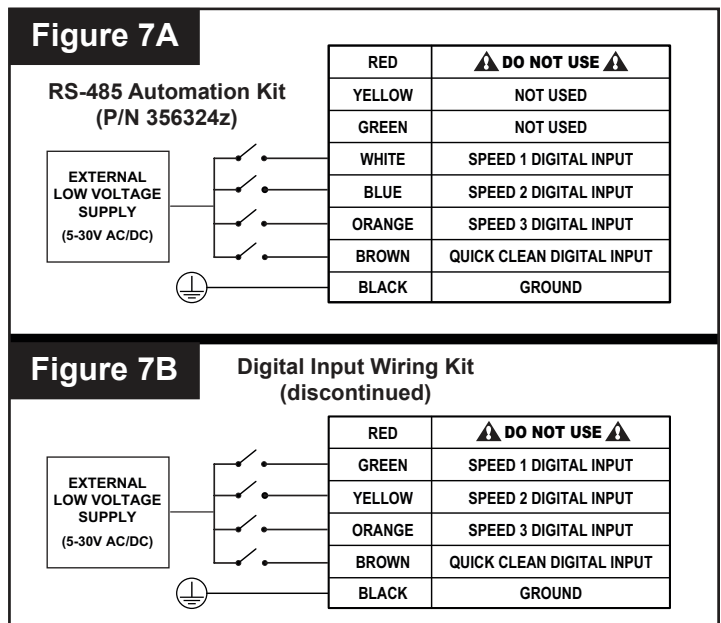 Figure 7A
RS-485 Automation Kit
(P/N 356324z)
EXTERNAL
LOW VOLTAGE
SUPPLY
(5-30V AC/DC)
RED DO NOT USE
YELLOW NOT USED
GREEN NOT USED
WHITE SPEED 1 DIGITAL INPUT
BLUE SPEED 2 DIGITAL INPUT
ORANGE SPEED 3 DIGITAL INPUT
BROWN QUICK CLEAN DIGITAL INPUT
BLACK GROUND
Figure 7B
Digital Input Wiring Kit
(discontinued)
EXTERNAL
LOW VOLTAGE
SUPPLY
(5-30V AC/DC)
RED DO NOT USE
GREEN SPEED 1 DIGITAL INPUT
YELLOW SPEED 2 DIGITAL INPUT
ORANGE SPEED 3 DIGITAL INPUT
BROWN QUICK CLEAN DIGITAL INPUT
BLACK GROUND